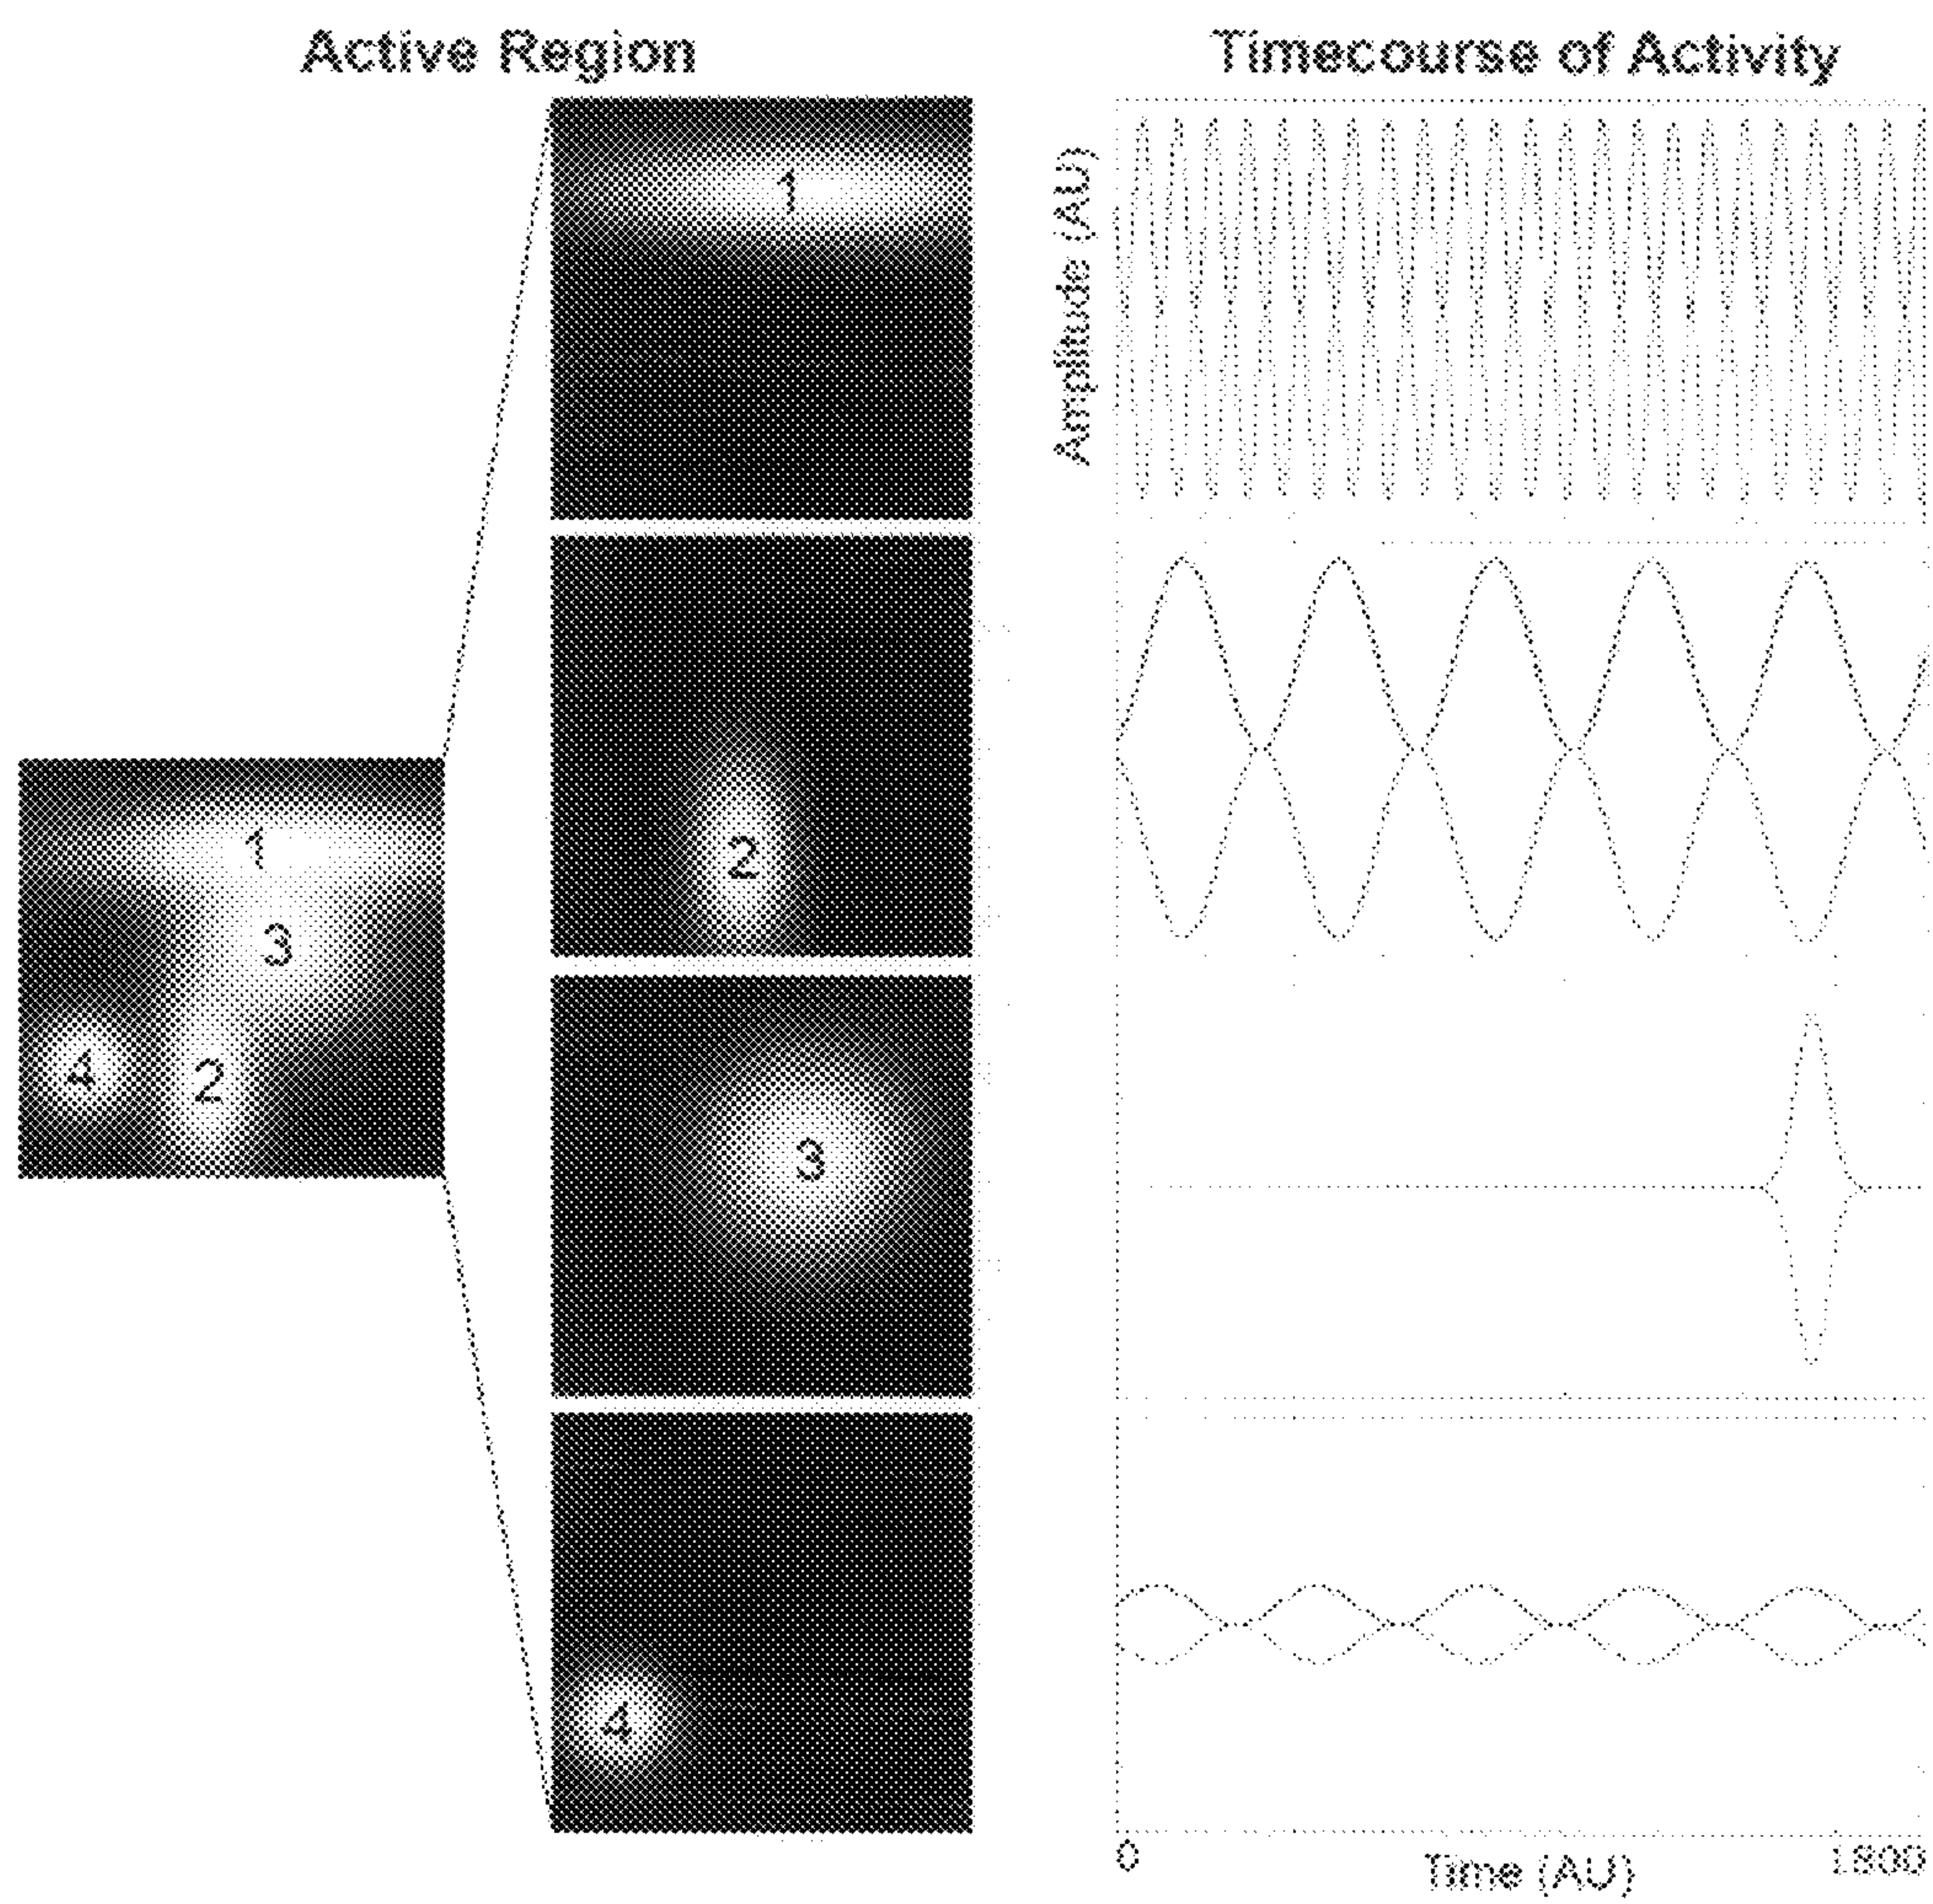 Active Region
Timecourse of Activity
1
Amplitude (AU)
2
1
3
4
2
3
4
0
Time (AU)
1800